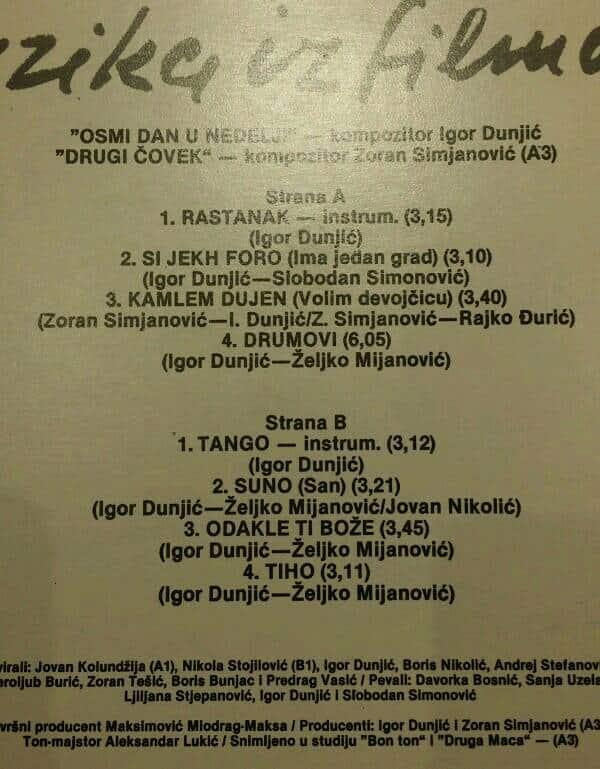 iz filmo
"OSMI DAN U NEDELJI" — kompozitor Igor Dunjić
"DRUGI ČOVEK“ — kompozitor Zoran Simjanović (A3)
Strana A
1. RASTANAK — instrum. (3,15)
(Igor Dunjić)
2. SI JEKH FORO (Ima jedan grad) (3,10)
(Igor Dunjić—Slobodan Simonović)
3. KAMLEM DUJEN (Volim devojčicu) (3,40)
(Zoran Simjanović—I. Dunjić/Z. Simjanović—Rajko Đurić)
4. DRUMOVI (6,05)
(Igor Dunjić—Željko Mijanović)
Strana B
1. TANGO — instrum. (3,12)
(Igor Dunjić)
2. SUNO (San) (3,21)
(Igor Dunjić—Željko Mijanović/Jovan Nikolić)
3. ODAKLE TI BOŽE (3,45)
(Igor Dunjić—Željko Mijanović)
4. TIHO (3,11)
(Igor Dunjić—Željko Mijanović)
virali: Jovan Kolundžija (A1), Nikola Stojilović (B1), Igor Dunjić, Boris Nikolić, Andrej Stefanov
eroljub Burić, Zoran Tešić, Boris Bunjac i Predrag Vasić / Pevali: Davorka Bosnić, Sanja Uzela
Ljiljana Stjepanović, Igor Dunjić i Slobodan Simonović
vršni producent Maksimović Miodrag-Maksa / Producenti: Igor Dunjić i Zoran Simjanović (A3
Ton-majstor Aleksandar Lukić / Snimljeno u studiju "Bon ton" i "Druga Maca" — (A3)